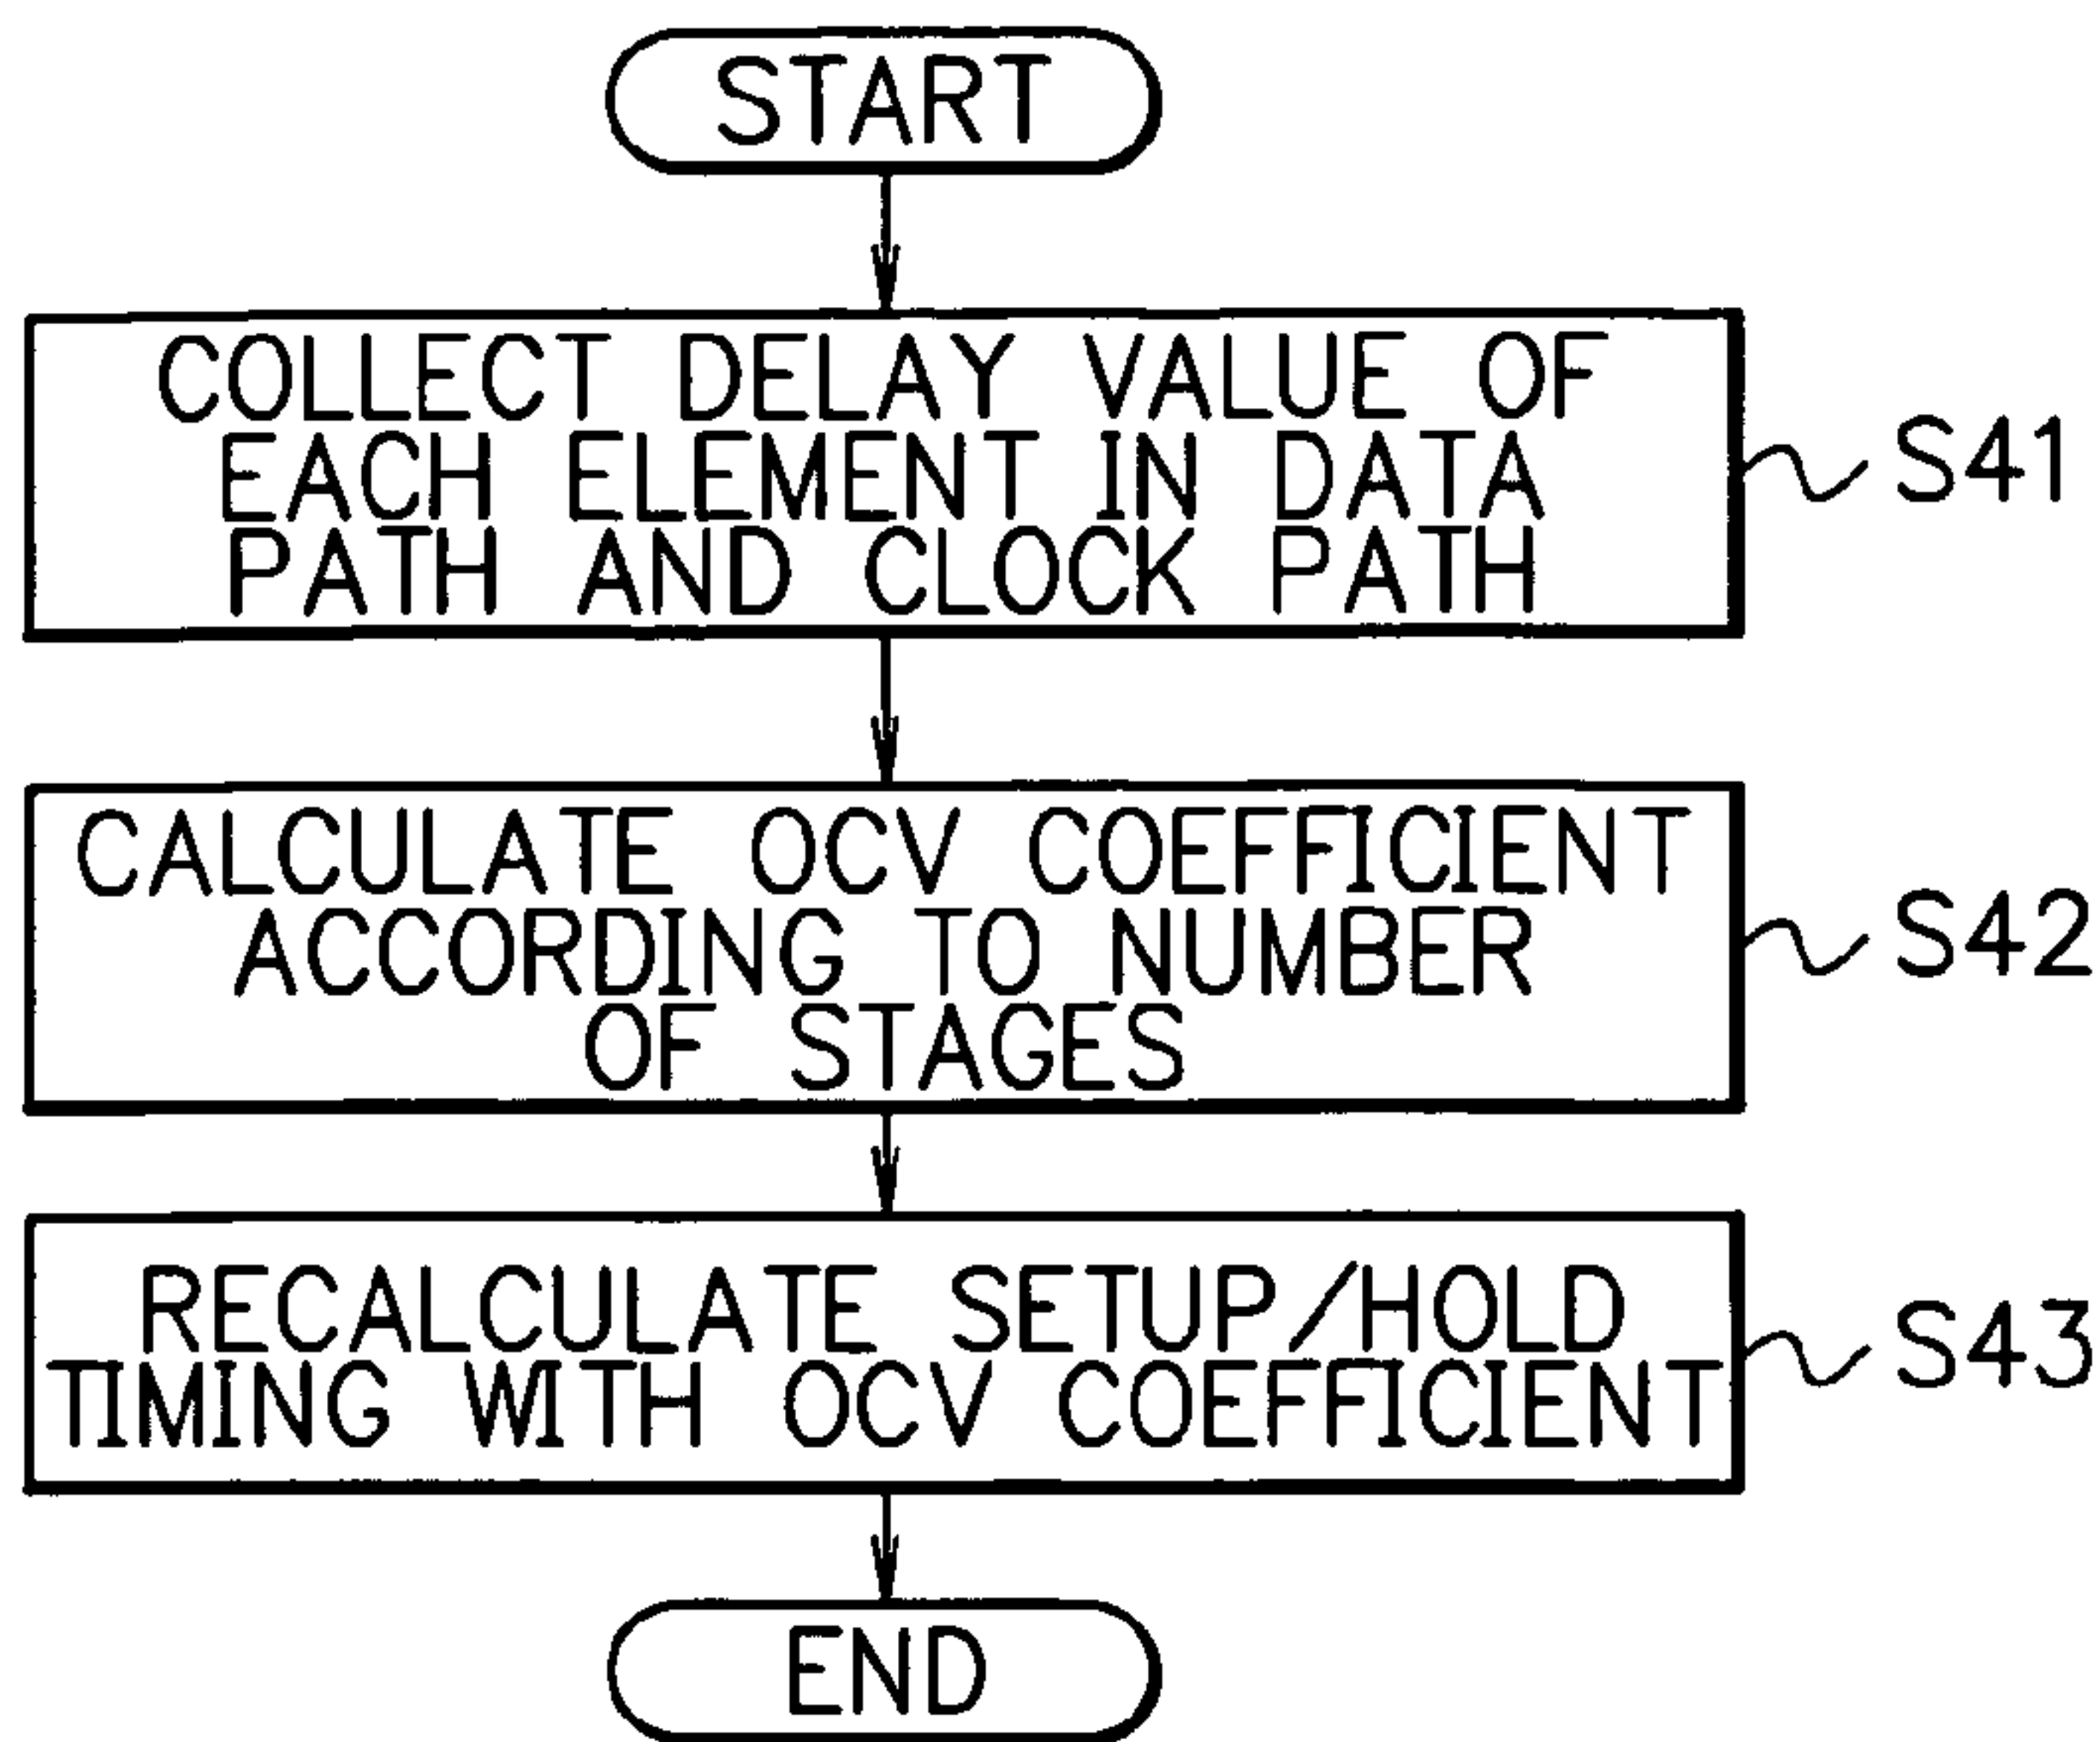 START
COLLECT DELAY VALUE OF
EACH ELEMENT IN DATA
PATH AND CLOCK PATH
S41
CALCULATE OCV COEFFICIENT
ACCORDING TO NUMBER
OF STAGES
S42
RECALCULATE SETUP/HOLD
TIMING WITH OCV COEFFICIENT
S43
END